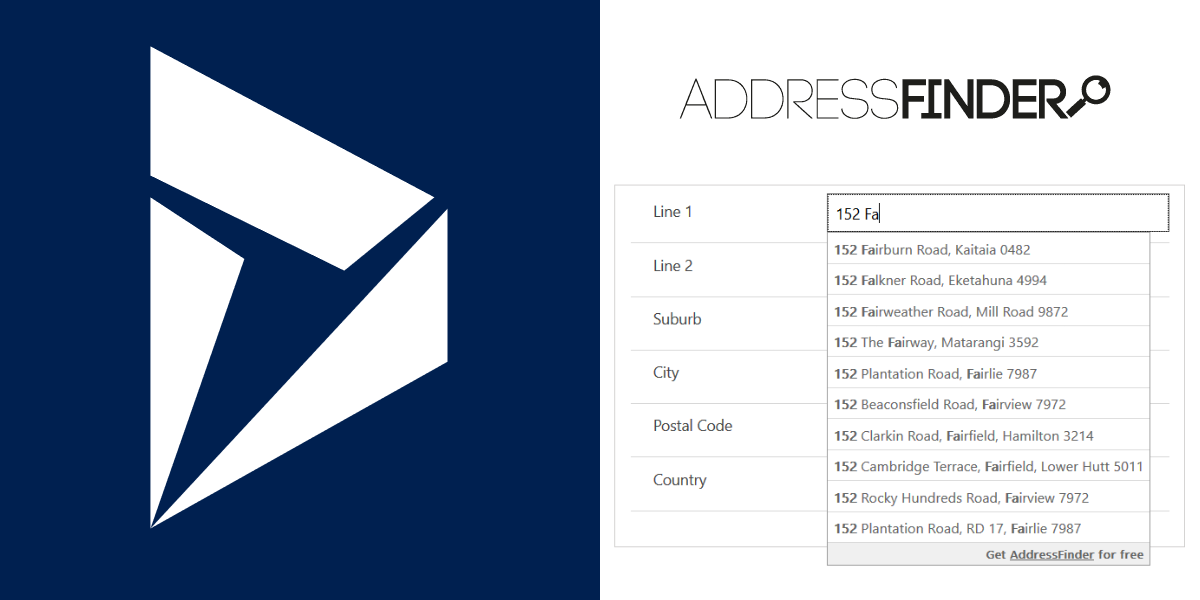 ADDRESSFINDER
Line 1
152 Fa
152 Fairburn Road, Kaitaia 0482
152 Falkner Road, Eketahuna 4994
Line 2
152 Fairweather Road, Mill Road 9872
Suburb
152 The Fairway, Matarangi 3592
City
152 Plantation Road, Fairlie 7987
152 Beaconsfield Road, Fairview 7972
Postal Code
152 Clarkin Road, Fairfield, Hamilton 3214
152 Cambridge Terrace, Fairfield, Lower Hutt 5011
Country
152 Rocky Hundreds Road, Fairview 7972
152 Plantation Road, RD 17, Fairlie 7987
Get AddressFinder for free